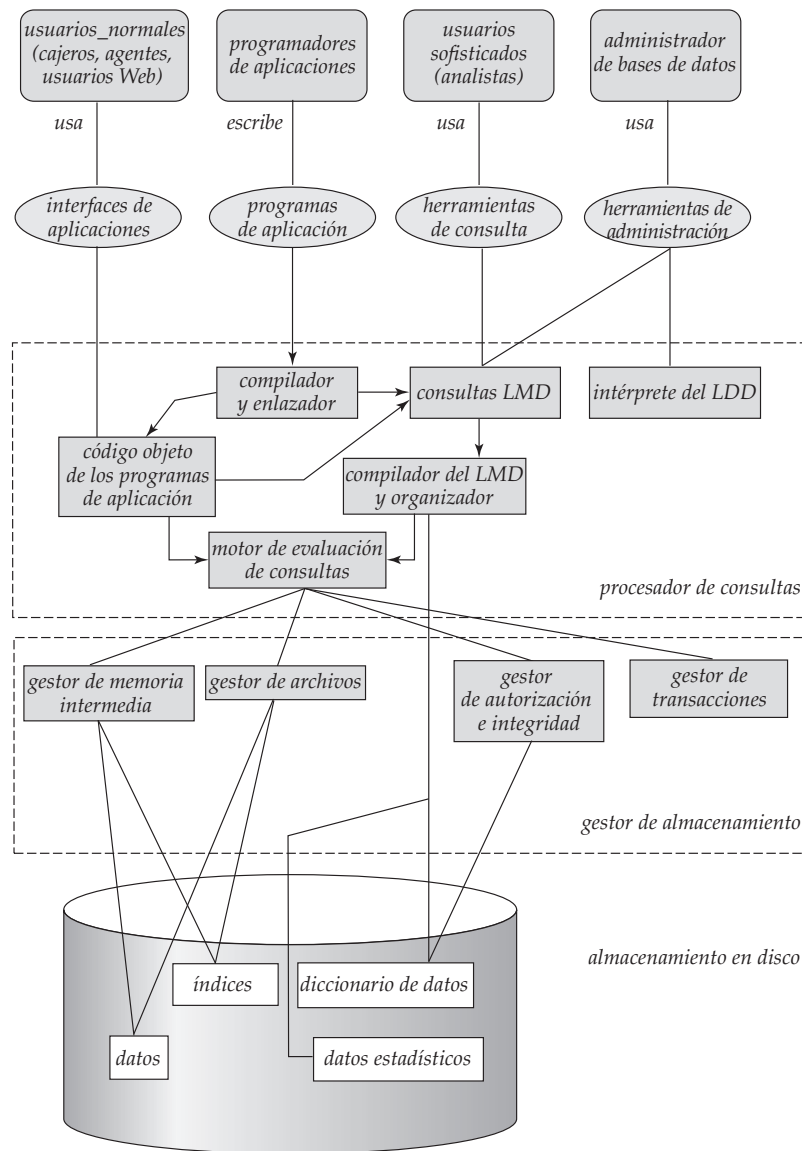 usuarios_normales
(cajeros, agentes,
usuarios Web)
programadores
de aplicaciones
usuarios
sofisticados
(analistas)
administrador
de bases de datos
usa
escribe
usa
usa
interfaces de
aplicaciones
programas
de aplicación
herramientas
de consulta
herramientas de
administración
compilador
y enlazador
consultas LMD
intérprete del LDD
código objeto
de los programas
de aplicación
compilador del LMD
y organizador
motor de evaluación
de consultas
procesador de consultas
gestor de memoria
intermedia
gestor de archivos
gestor
de autorización
e integridad
gestor de
transacciones
gestor de almacenamiento
almacenamiento en disco
índices
diccionario de datos
datos
datos estadísticos